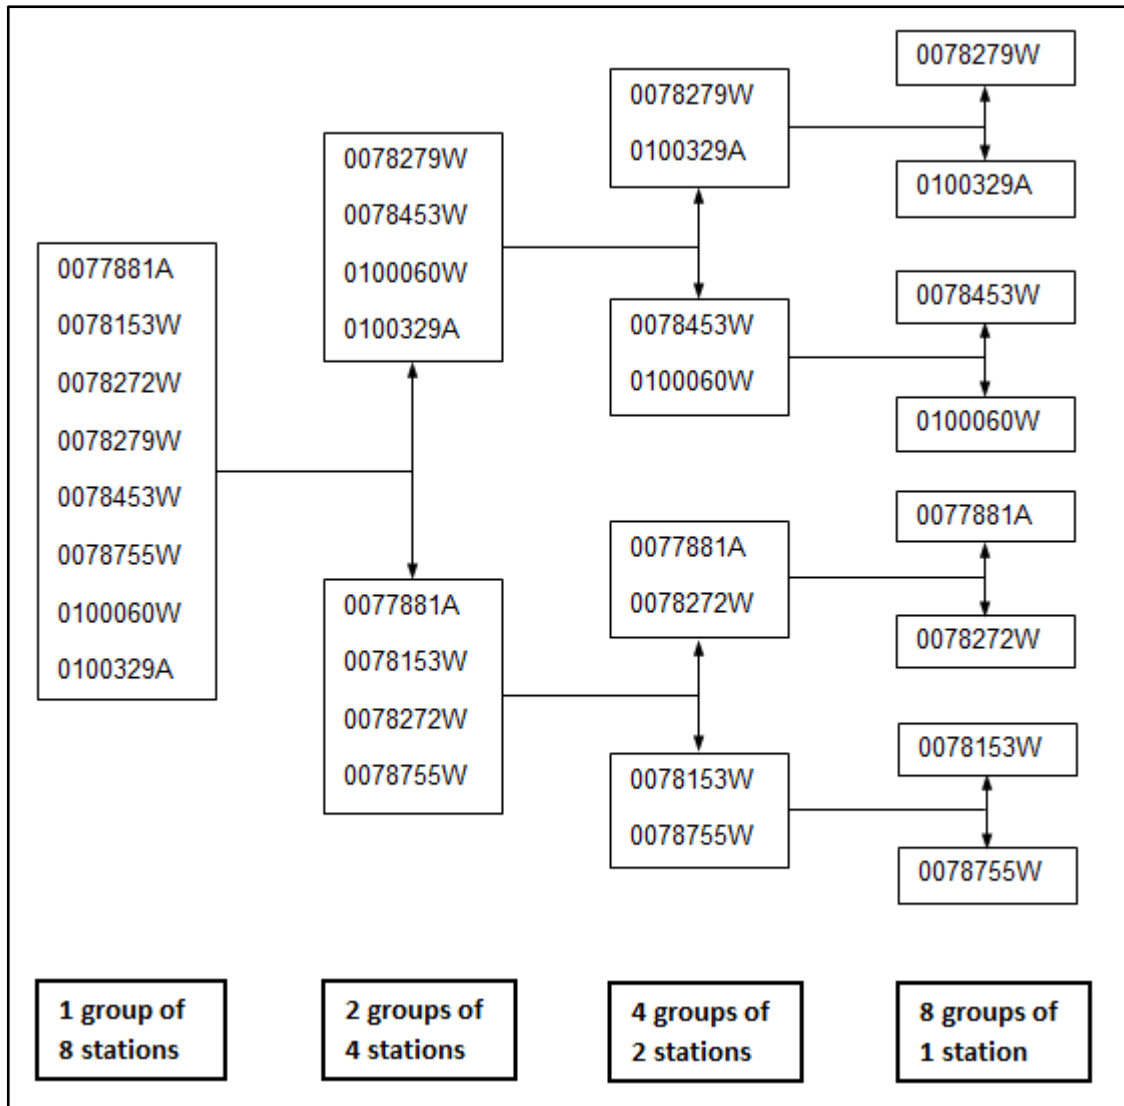 0077881A
0078153W
0078272W
0078279W
0078453W
0078755W
0100060W
0100329A
0078279W
0078453W
0100060W
0100329A
0077881A
0078153W
0078272W
0078755W
0078279W
0100329A
0078453W
0100060W
0077881A
0078272W
0078153W
0078755W
0078279W
0100329A
0078453W
0100060W
0077881A
0078272W
0078153W
0078755W
1 group of
8 stations
2 groups of
4 stations
4 groups of
2 stations
8 groups of
1 station